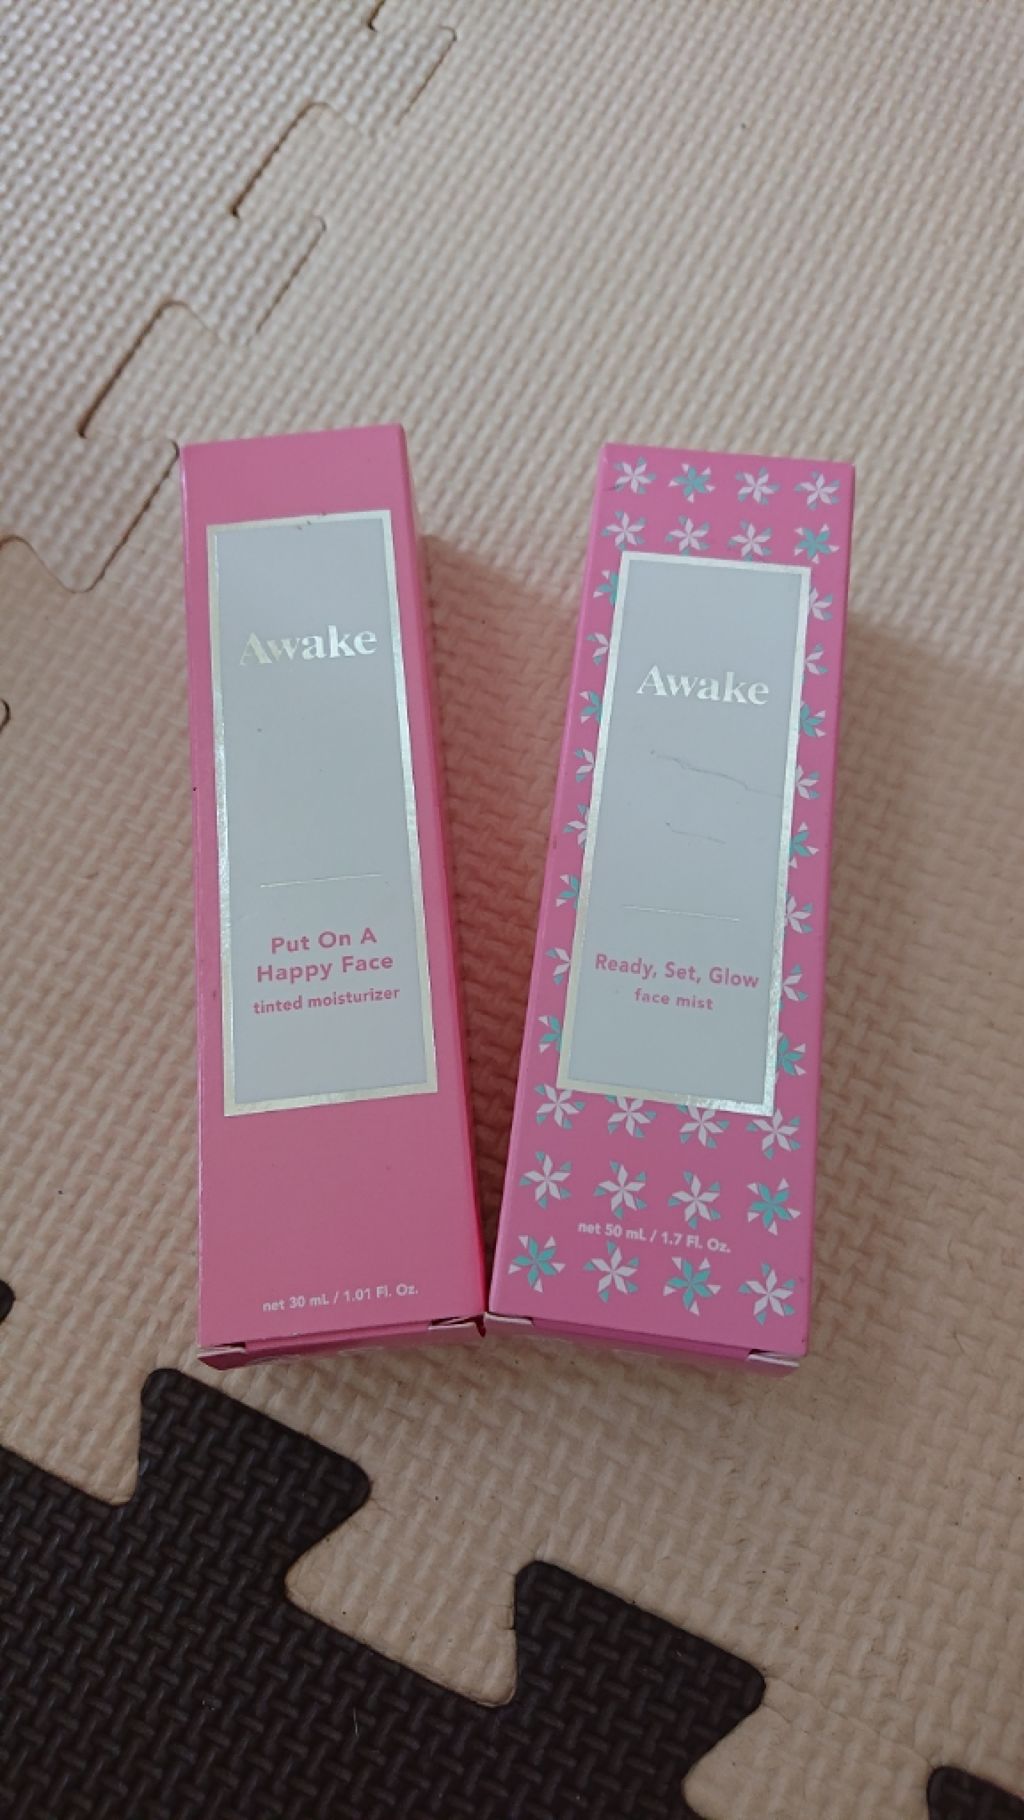 Awake
Put On A
Happy Face
tinted moisturizer
net 30 mL / 1.01 Fl. Oz.
Awake
Ready, Set, Glow
face mist
net 50 mL / 1.7 Fl. Oz.